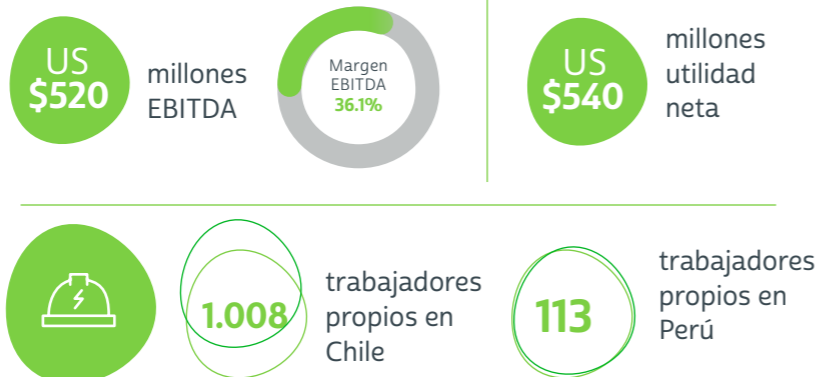 US
$520
millones
EBITDA
Margen
EBITDA
36.1%
US
$540
millones
utilidad
neta
1.008
trabajadores
propios en
Chile
113
trabajadores
propios en
Perú